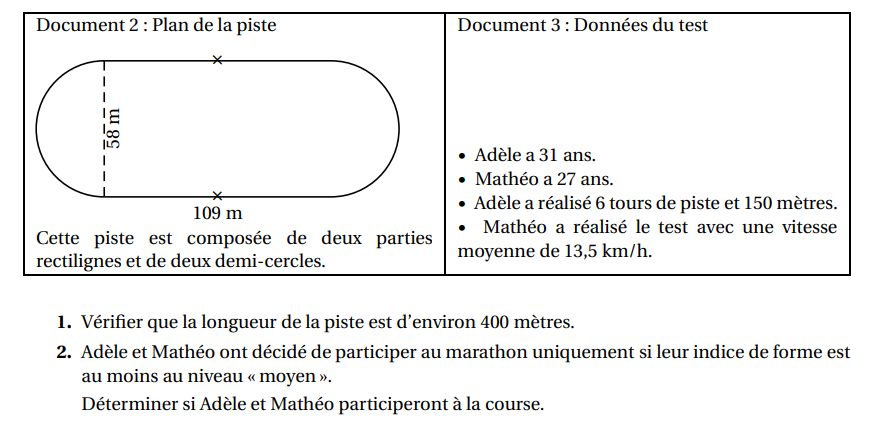 Document 2 : Plan de la piste
58 m
109 m
Cette piste est composée de deux parties
rectilignes et de deux demi-cercles.
Document 3 : Données du test
• Adèle a 31 ans.
• Mathéo a 27 ans.
• Adèle a réalisé 6 tours de piste et 150 mètres.
• Mathéo a réalisé le test avec une vitesse
moyenne de 13,5 km/h.
1. Vérifier que la longueur de la piste est d'environ 400 mètres.
2. Adèle et Mathéo ont décidé de participer au marathon uniquement si leur indice de forme est
au moins au niveau « moyen ».
Déterminer si Adèle et Mathéo participeront à la course.